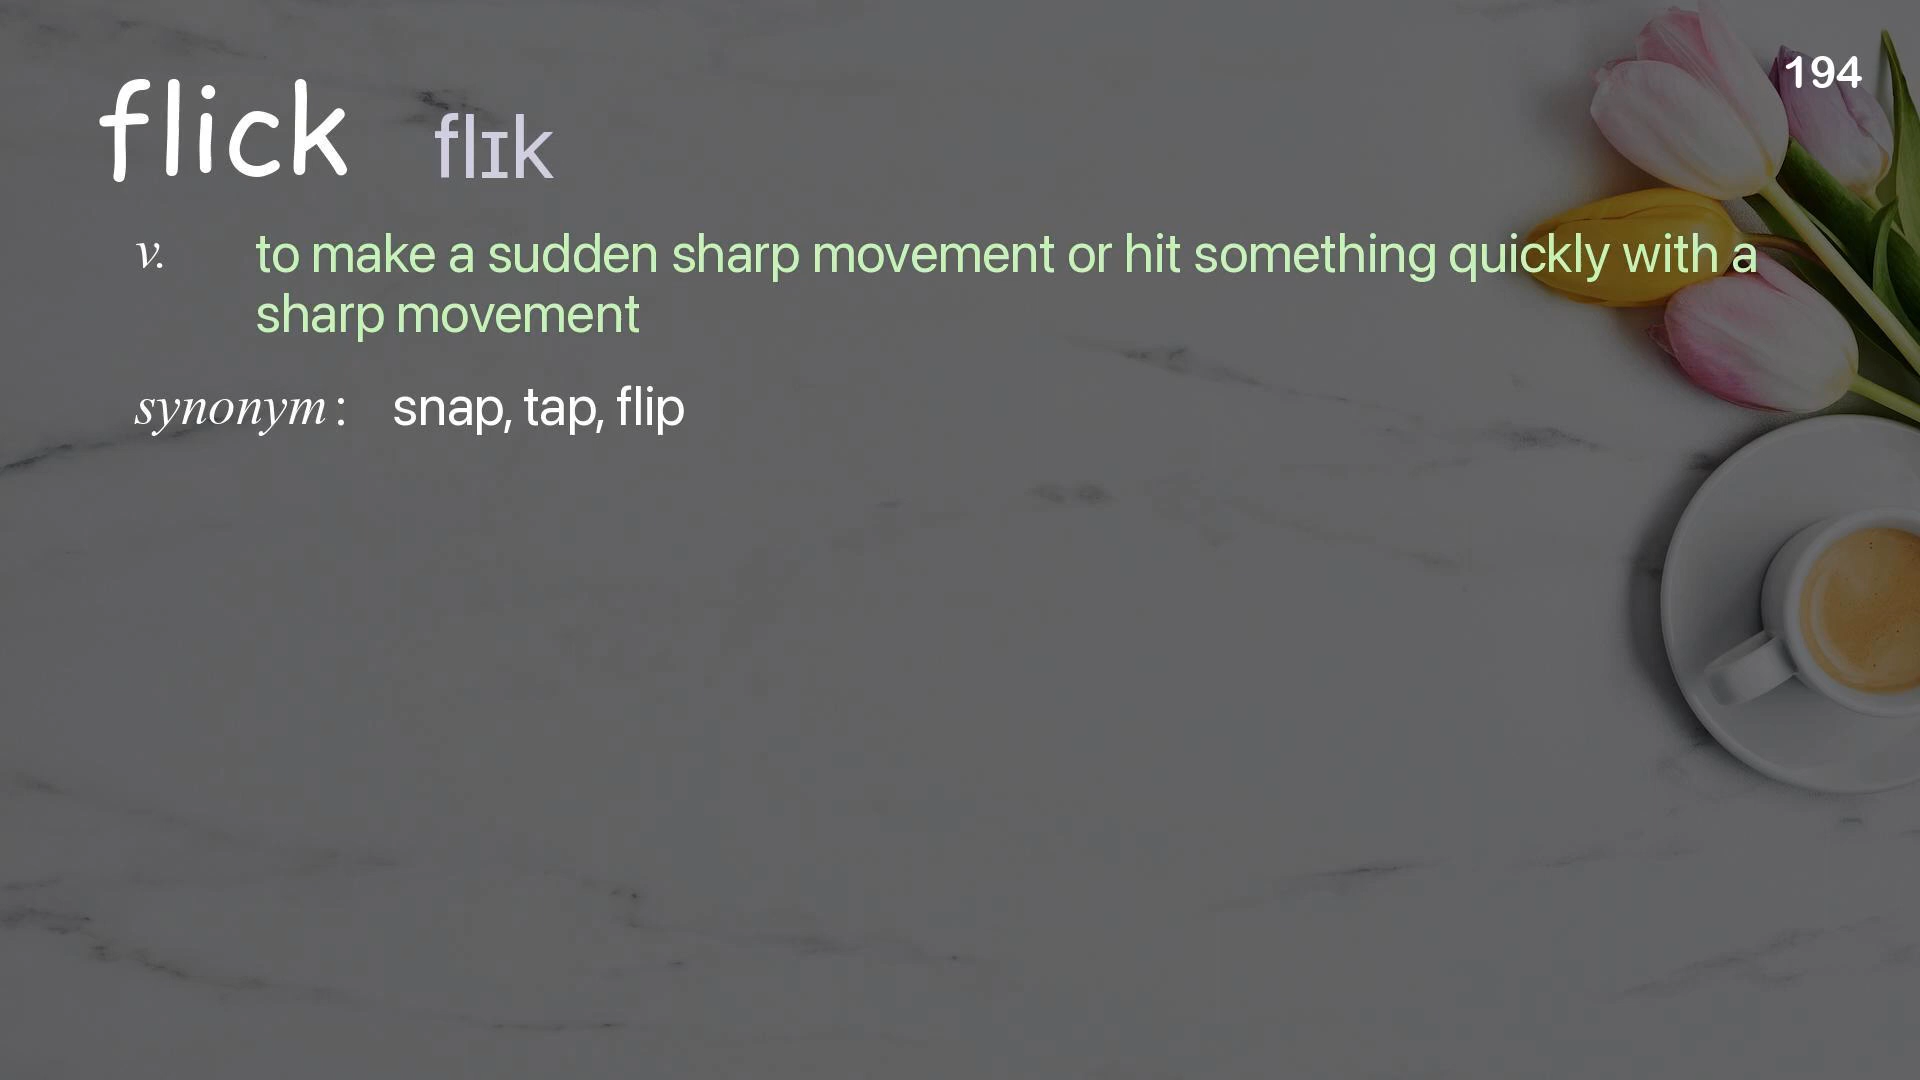 194
flick flɪk
v. to make a sudden sharp movement or hit something quickly with a
sharp movement
synonym: snap, tap, flip